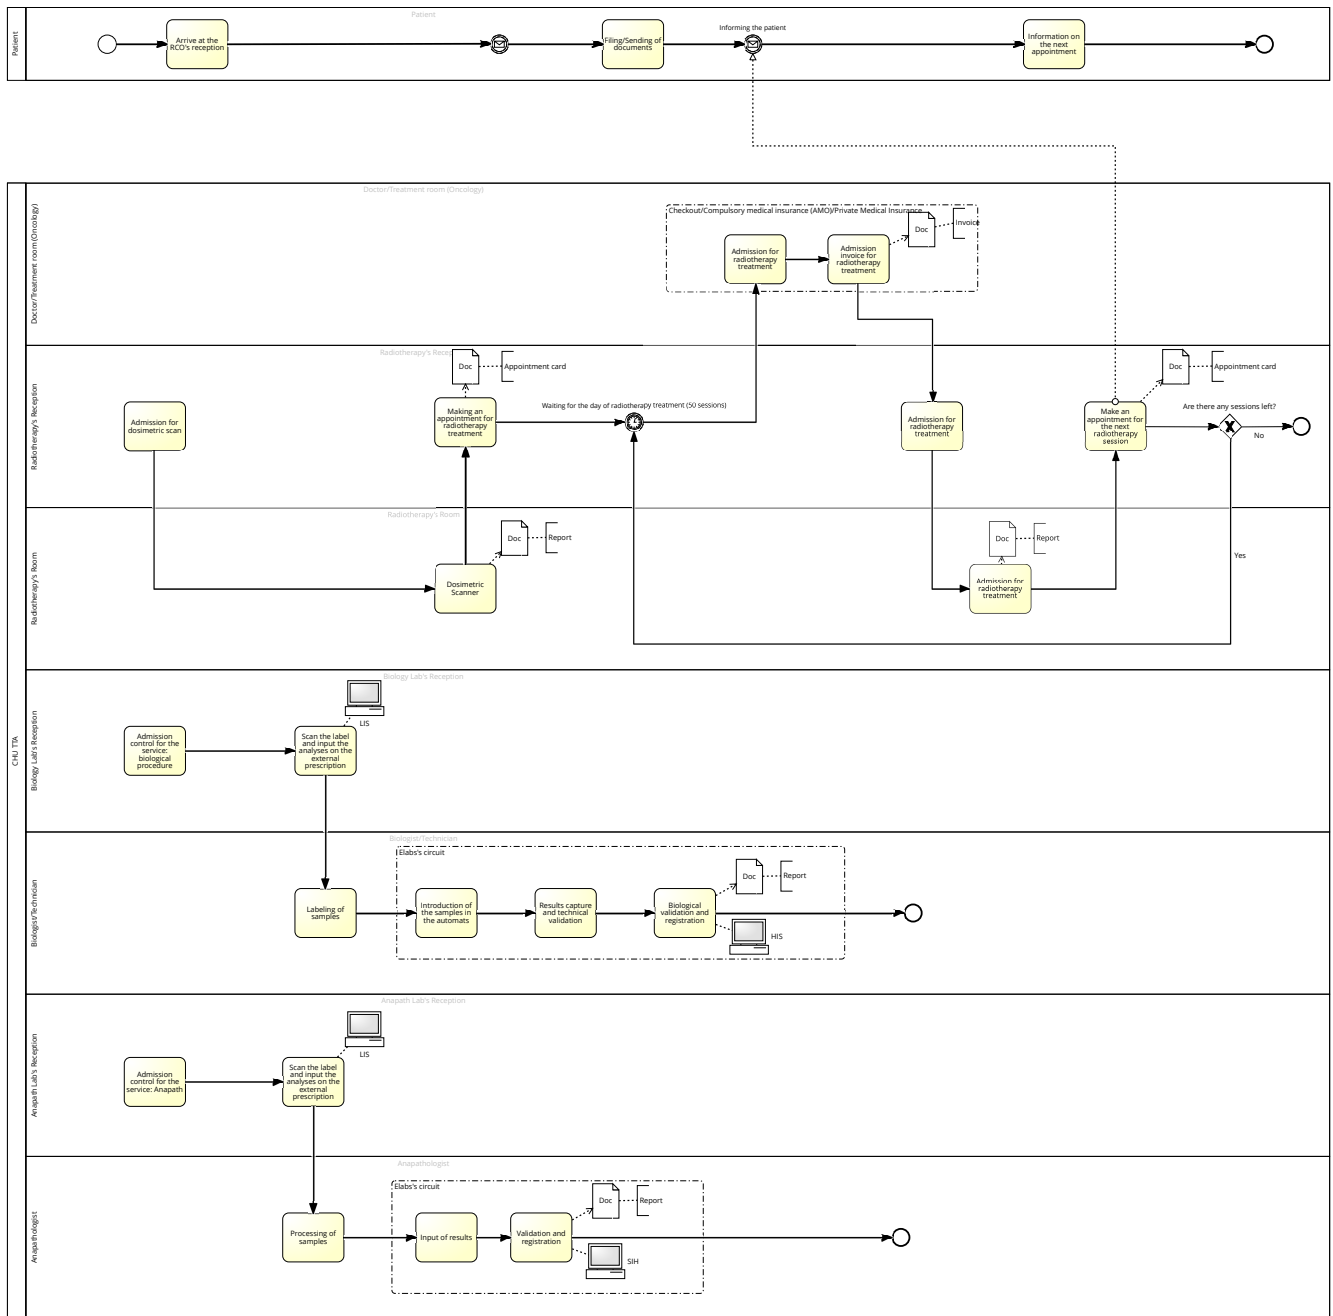 Patient
Patient
Arrive at the
RCO's reception
Filing/Sending of
documents
Informing the patient
Information on
the next
appointment
CHU TTA
Doctor/Treatment room (Oncology)
Doctor/Treatment room(Oncology)
Checkout/Compulsory medical insurance (AMO)/Private Medical Insurance
Doc
Invoice
Admission for
radiotherapy
treatment
Admission
invoice for
radiotherapy
treatment
Radiotherapy's Recep
Radiotherapy's Reception
Doc
Appointment card
Admission for
dosimetric scan
Making an
appointment for
radiotherapy
treatment
Waiting for the day of radiotherapy treatment (50 sessions)
Admission for
radiotherapy
treatment
Make an
appointment for
the next
radiotherapy
session
Doc
Appointment card
Are there any sessions left?
No
Yes
Radiotherapy's Room
Radiotherapy's Room
Doc
Report
Dosimetric
Scanner
Doc
Report
Admission for
radiotherapy
treatment
Biology Lab's Reception
Biology Lab's Reception
LIS
Admission
control for the
service:
biological
procedure
Scan the label
and input the
analyses on the
external
prescription
Biologist/Technician
Biologist/Technician
Elabs's circuit
Labeling of
samples
Introduction of
the samples in
the automats
Results capture
and technical
validation
Biological
validation and
registration
Doc
Report
HIS
Anapath Lab's Reception
Anapath Lab's Reception
LIS
Admission
control for the
service: Anapath
Scan the label
and input the
analyses on the
external
prescription
Anapathologist
Anapathologist
Elabs's circuit
Processing of
samples
Input of results
Validation and
registration
Doc
Report
SIH